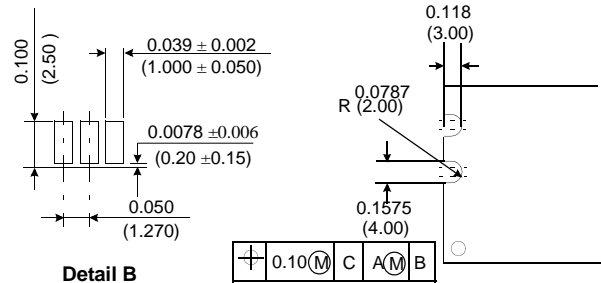 0.100
(2.50 )
0.039 ± 0.002
(1.000 ± 0.050)
0.0078 ±0.006
(0.20 ±0.15)
0.050
(1.270)
Detail B
0.118
(3.00)
0.0787
R (2.00)
0.1575
(4.00)
⌖ 0.10Ⓜ C AⓂ B